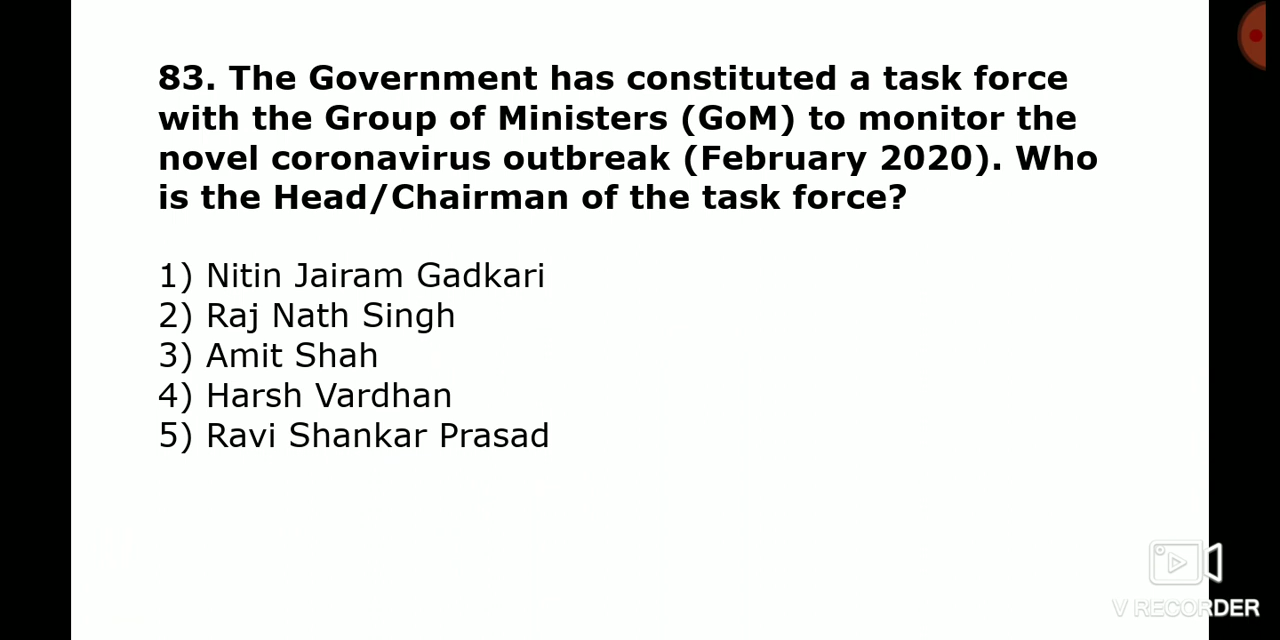 83. The Government has constituted a task force
with the Group of Ministers (GoM) to monitor the
novel coronavirus outbreak (February 2020). Who
is the Head/Chairman of the task force?
1) Nitin Jairam Gadkari
2) Raj Nath Singh
3) Amit Shah
4) Harsh Vardhan
5) Ravi Shankar Prasad
V RECORDER